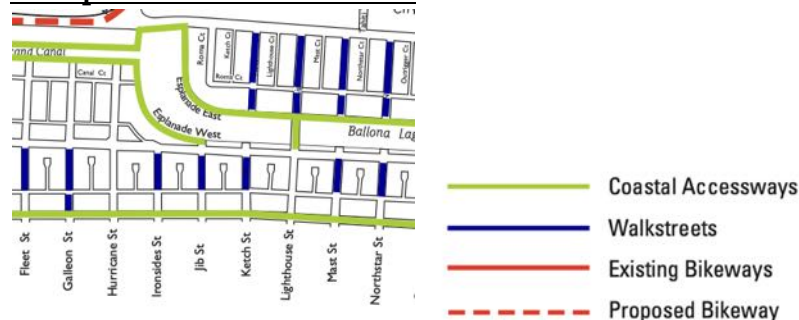 rand Canal
Canal Ct
Roma Ct
Ketch Ct
Roma Ct
Lighthouse Ct
Mast Ct
Northstar Ct
Outrigger Ct
Esplanade East
Esplanade West
Ballona Lag
Fleet St
Galleon St
Hurricane St
Ironsides St
Jib St
Ketch St
Lighthouse St
Mast St
Northstar St
Coastal Accessways
Walkstreets
Existing Bikeways
Proposed Bikeway